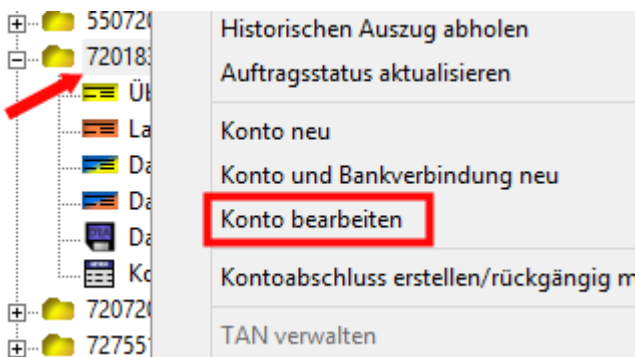 550720
Historischen Auszug abholen
720183
Auftragsstatus aktualisieren
Üb
La
Konto neu
Da
Konto und Bankverbindung neu
Da
Konto bearbeiten
Da
Ko
Kontoabschluss erstellen/rückgängig m
720720
TAN verwalten
72755